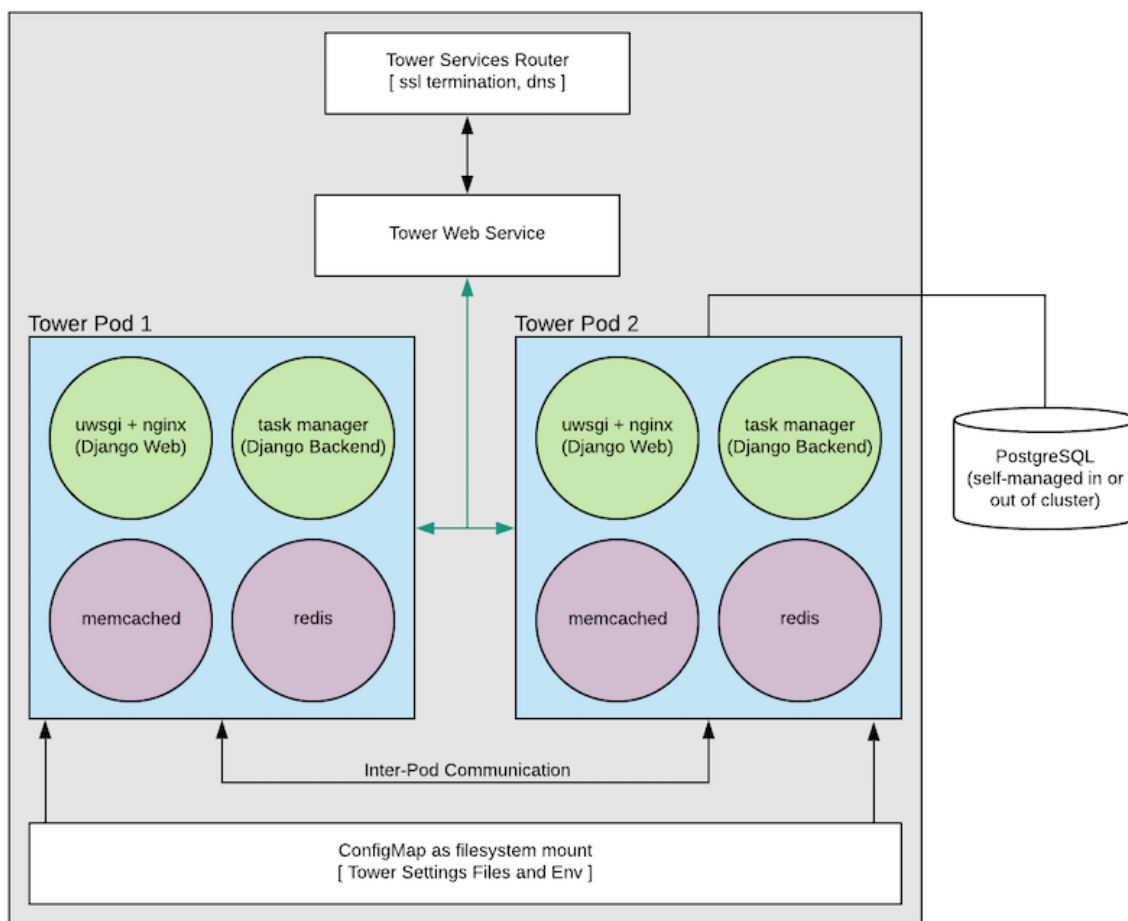 Tower Services Router
[ ssl termination, dns ]
Tower Web Service
Tower Pod 1
Tower Pod 2
uwsgi + nginx
(Django Web)
task manager
(Django Backend)
uwsgi + nginx
(Django Web)
task manager
(Django Backend)
PostgreSQL
(self-managed in or
out of cluster)
memcached
redis
memcached
redis
Inter-Pod Communication
ConfigMap as filesystem mount
[ Tower Settings Files and Env ]